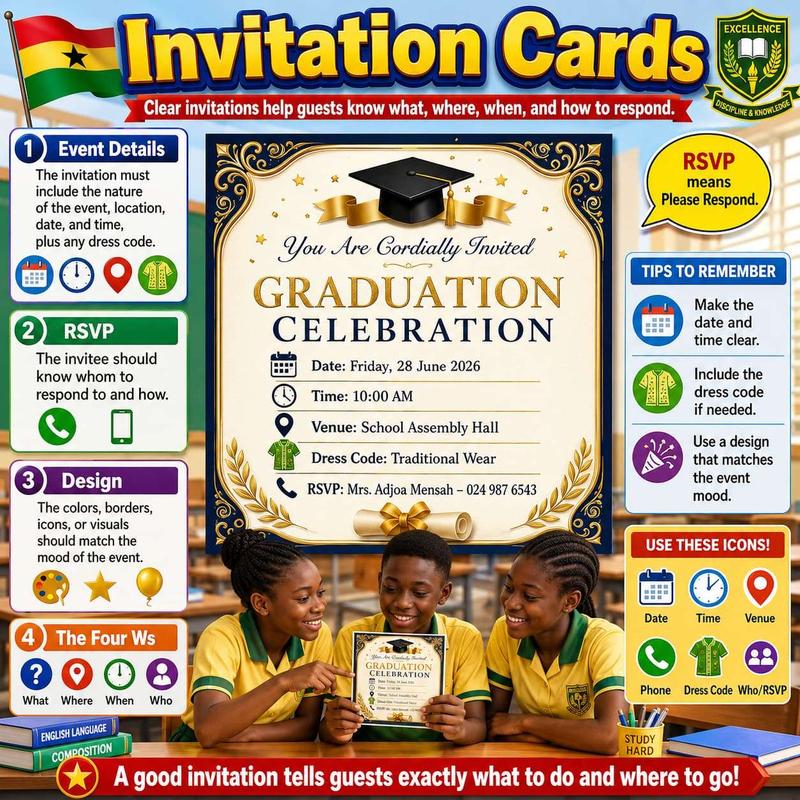 Invitation Cards
Clear invitations help guests know what, where, when, and how to respond.
EXCELLENCE
DISCIPLINE & KNOWLEDGE
1 Event Details
The invitation must
include the nature
of the event, location,
date, and time,
plus any dress code.
2 RSVP
The invitee should
know whom to
respond to and how.
3 Design
The colors, borders,
icons, or visuals
should match the
mood of the event.
4 The Four Ws
?
What Where When Who
You Are Cordially Invited
GRADUATION
CELEBRATION
Date: Friday, 28 June 2026
Time: 10:00 AM
Venue: School Assembly Hall
Dress Code: Traditional Wear
RSVP: Mrs. Adjoa Mensah – 024 987 6543
RSVP
means
Please Respond.
TIPS TO REMEMBER
Make the
date and
time clear.
Include the
dress code
if needed.
Use a design
that matches
the event
mood.
USE THESE ICONS!
Date Time Venue
Phone Dress Code Who/RSVP
You Are Cordially Invited
GRADUATION
CELEBRATION
ENGLISH LANGUAGE
COMPOSITION
STUDY
HARD
A good invitation tells guests exactly what to do and where to go!